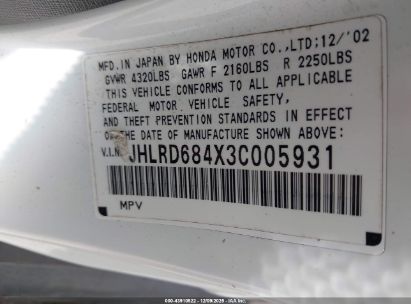 MFD.IN JAPAN BY HONDA MOTOR CO.,LTD;12/'02
GVWR 4320LBS GAWR F 2160LBS R 2250LBS
THIS VEHICLE CONFORMS TO ALL APPLICABLE
FEDERAL MOTOR VEHICLE SAFETY,
AND THEFT PREVENTION STANDARDS IN EFFECT
ON THE DATE OF MANUFACTURE SHOWN ABOVE.
V.I.N. JHLRD684X3C005931
MPV